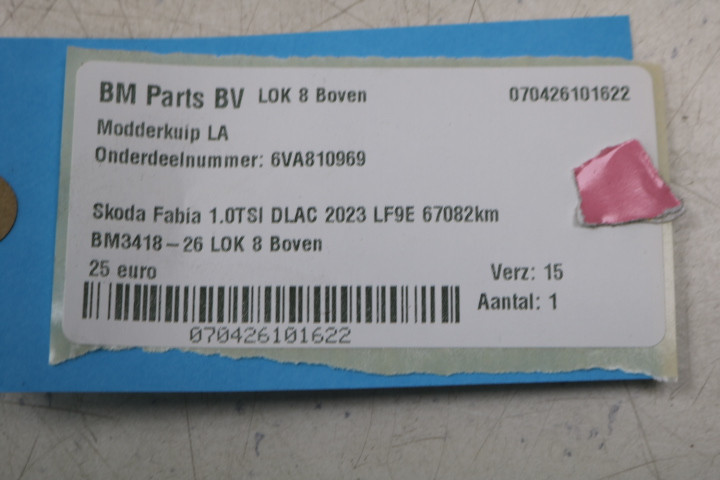 BM Parts BV LOK 8 Boven 070426101622
Modderkuip LA
Onderdeelnummer: 6VA810969
Skoda Fabia 1.0TSI DLAC 2023 LF9E 67082km
BM3418-26 LOK 8 Boven
25 euro Verz: 15
Aantal: 1
070426101622